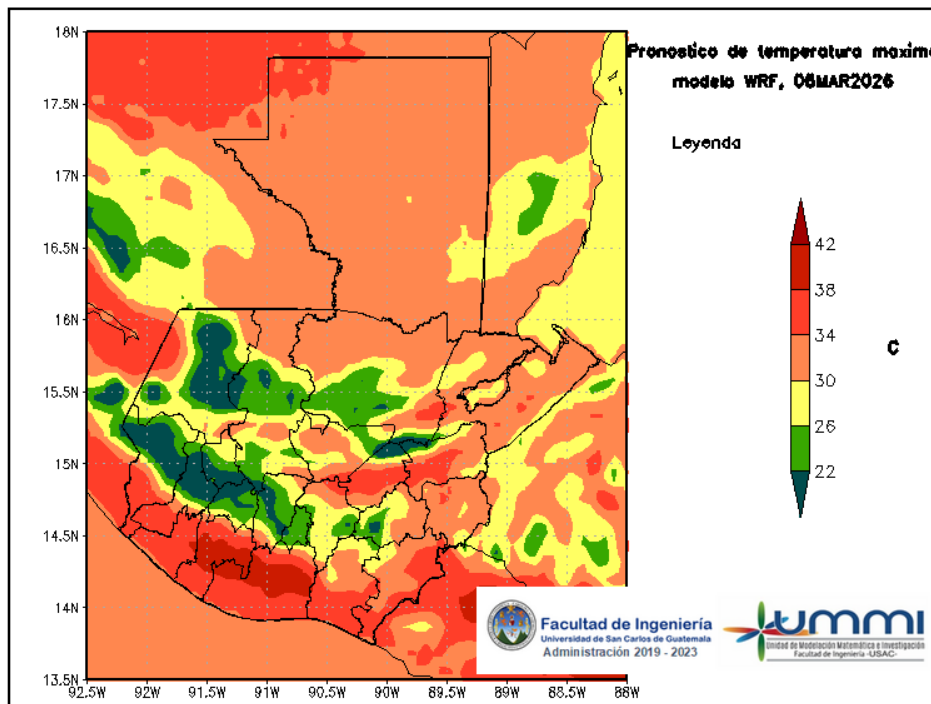 Pronostico de temperatura maxima
modelo WRF, 06MAR2026
Leyenda
42
38
34
30
26
22
C
18N
17.5N
17N
16.5N
16N
15.5N
15N
14.5N
14N
13.5N
92.5W
92W
91.5W
91W
90.5W
90W
89.5W
89W
88.5W
88W
Facultad de Ingeniería
Universidad de San Carlos de Guatemala
Administración 2019 - 2023
UMMI
Unidad de Modelación Matemática e Investigación
Facultad de Ingeniería -USAC-